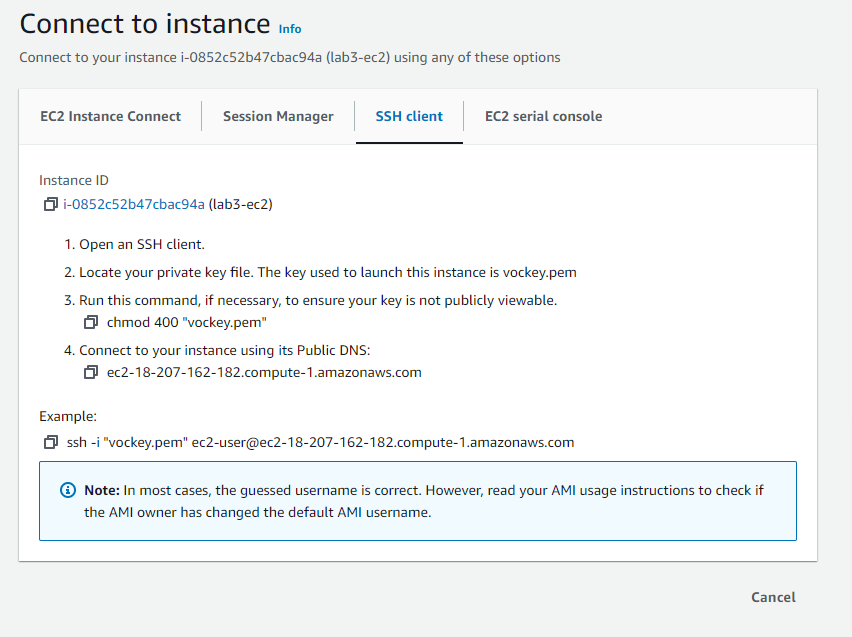 Connect to instance Info
Connect to your instance i-0852c52b47cbac94a (lab3-ec2) using any of these options
EC2 Instance Connect
Session Manager
SSH client
EC2 serial console
Instance ID
i-0852c52b47cbac94a (lab3-ec2)
1. Open an SSH client.
2. Locate your private key file. The key used to launch this instance is vockey.pem
3. Run this command, if necessary, to ensure your key is not publicly viewable.
chmod 400 "vockey.pem"
4. Connect to your instance using its Public DNS:
ec2-18-207-162-182.compute-1.amazonaws.com
Example:
ssh -i "vockey.pem" ec2-user@ec2-18-207-162-182.compute-1.amazonaws.com
Note: In most cases, the guessed username is correct. However, read your AMI usage instructions to check if
the AMI owner has changed the default AMI username.
Cancel